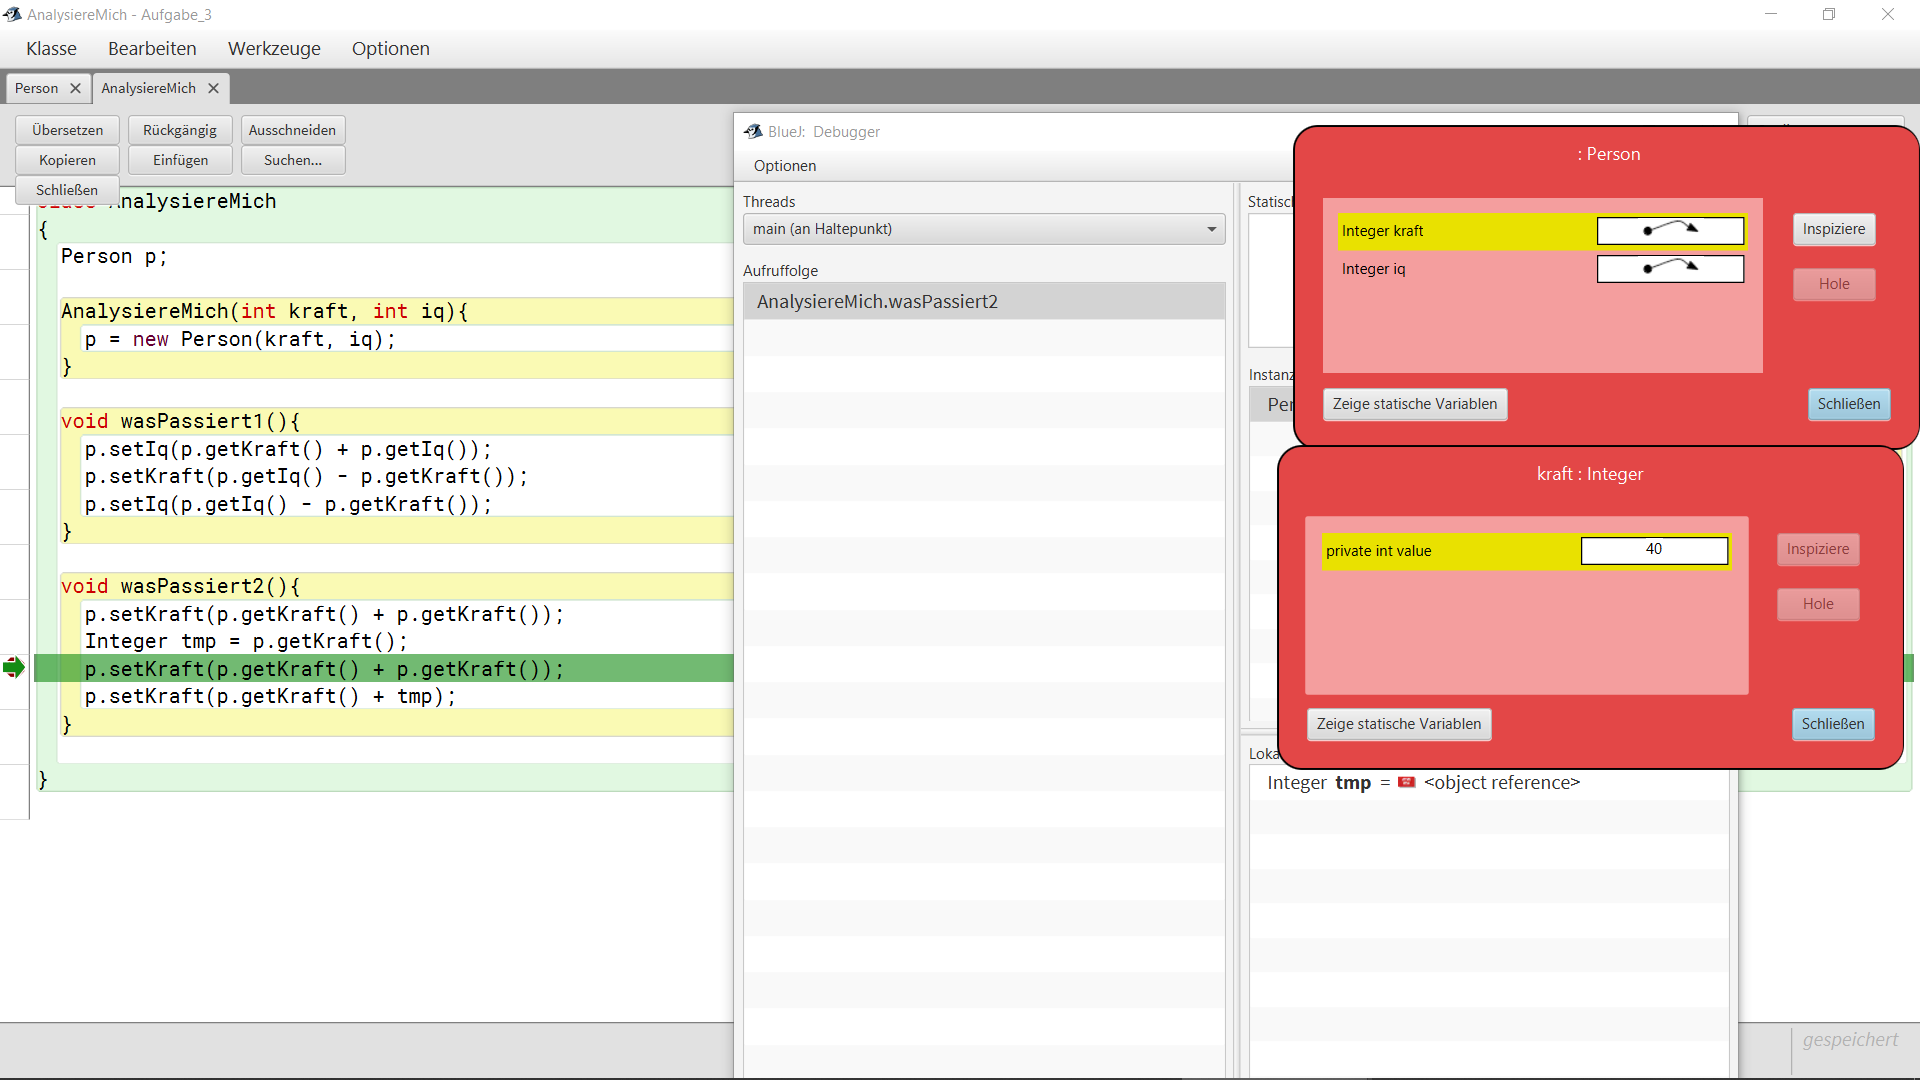 AnalysiereMich - Aufgabe_3
Klasse Bearbeiten Werkzeuge Optionen
Person AnalysiereMich
Übersetzen Rückgängig Ausschneiden
Kopieren Einfügen Suchen...
Schließen
AnalysiereMich
{
Person p;
AnalysiereMich(int kraft, int iq){
p = new Person(kraft, iq);
}
void wasPassiert1(){
p.setIq(p.getKraft() + p.getIq());
p.setKraft(p.getIq() - p.getKraft());
p.setIq(p.getIq() - p.getKraft());
}
void wasPassiert2(){
p.setKraft(p.getKraft() + p.getKraft());
Integer tmp = p.getKraft();
p.setKraft(p.getKraft() + p.getKraft());
p.setKraft(p.getKraft() + tmp);
}
}
BlueJ: Debugger
Optionen
Threads
main (an Haltepunkt)
Aufruffolge
AnalysiereMich.wasPassiert2
Statisc
Instanz
Per
Loka
Integer tmp = <object reference>
: Person
Integer kraft
Integer iq
Inspiziere
Hole
Zeige statische Variablen
Schließen
kraft : Integer
private int value 40
Inspiziere
Hole
Zeige statische Variablen
Schließen
gespeichert